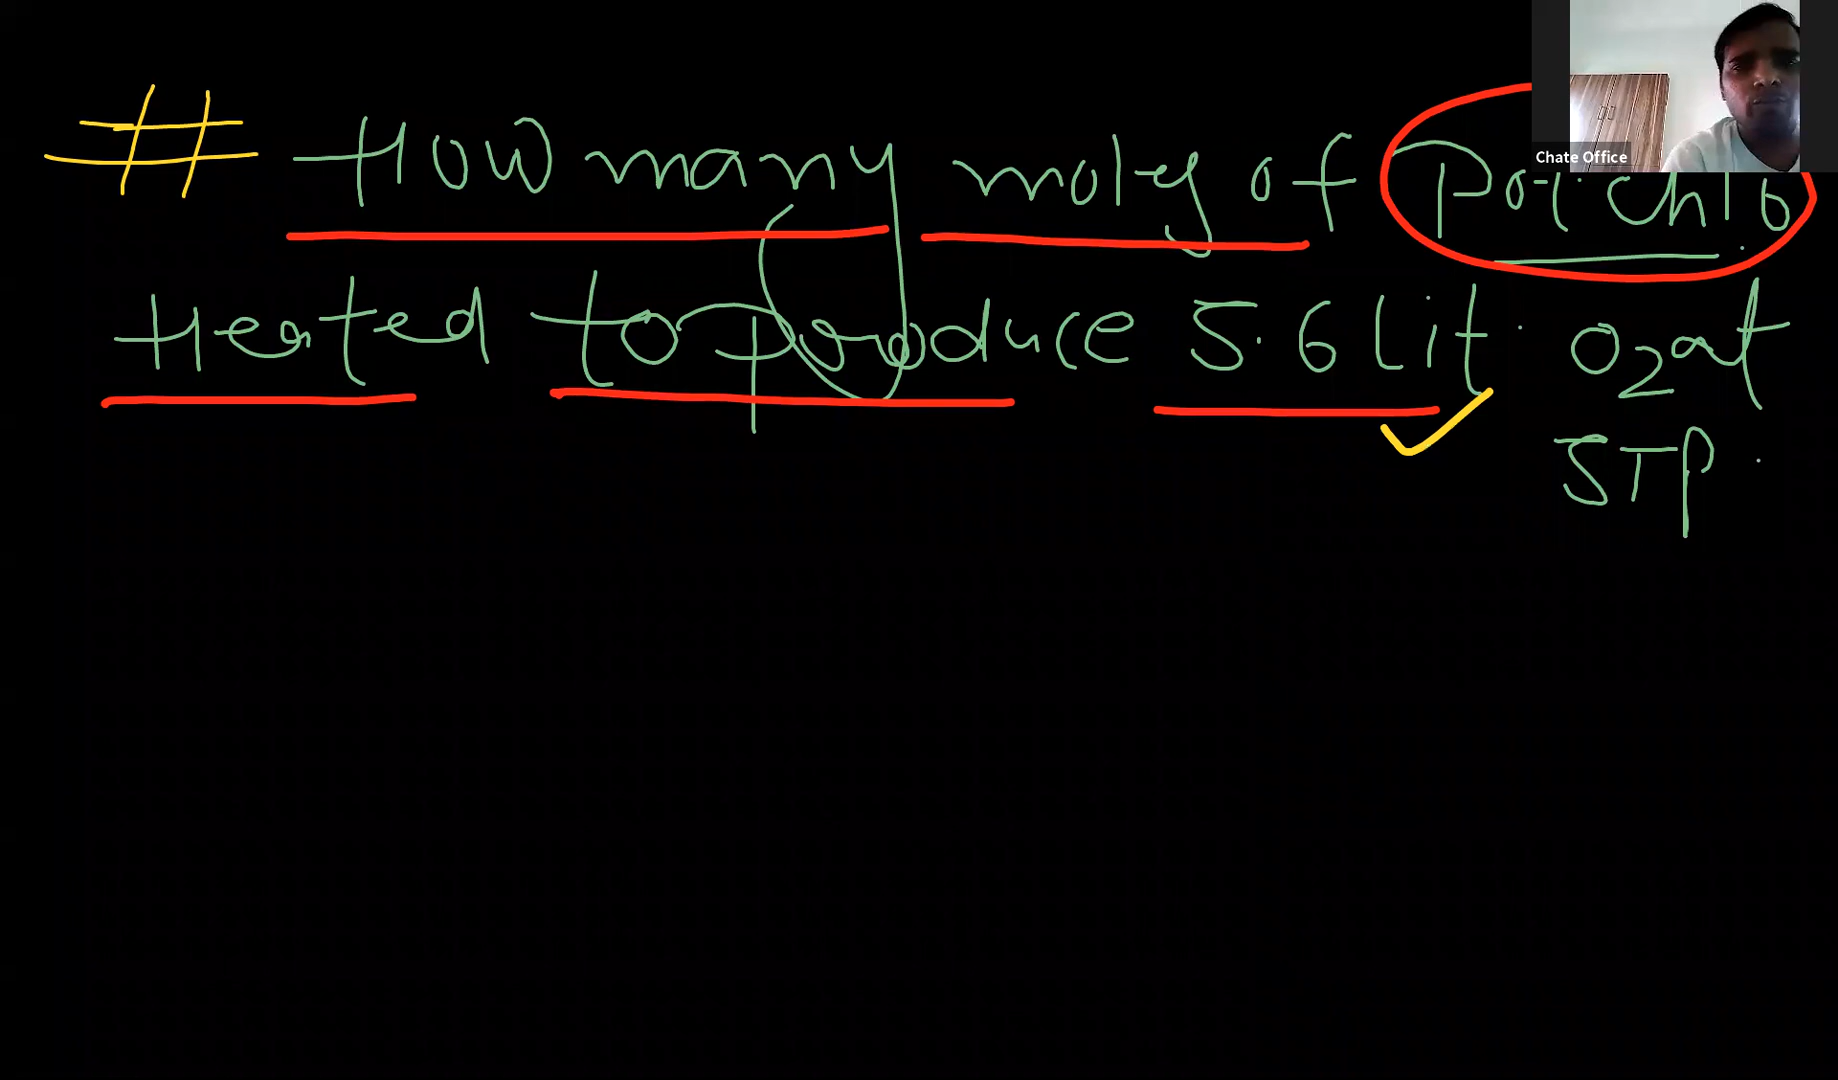 # How many moles of Pot. chlo
Heated to produce 5.6 lit. O2 at
STP.
Chate Office